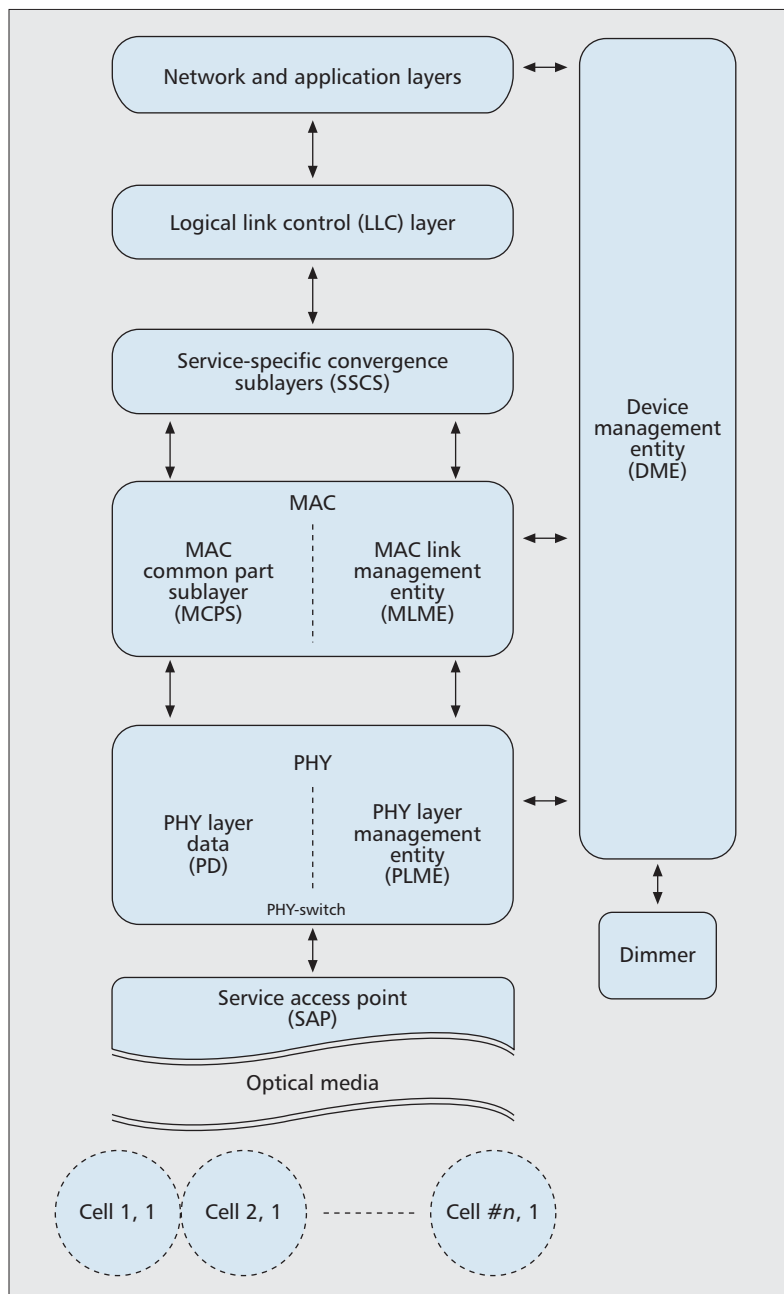 Network and application layers
Logical link control (LLC) layer
Service-specific convergence
sublayers (SSCS)
Device
management
entity
(DME)
MAC
MAC
common part
sublayer
(MCPS)
MAC link
management
entity
(MLME)
PHY
PHY layer
data
(PD)
PHY layer
management
entity
(PLME)
PHY-switch
Dimmer
Service access point
(SAP)
Optical media
Cell 1, 1
Cell 2, 1
Cell #n, 1